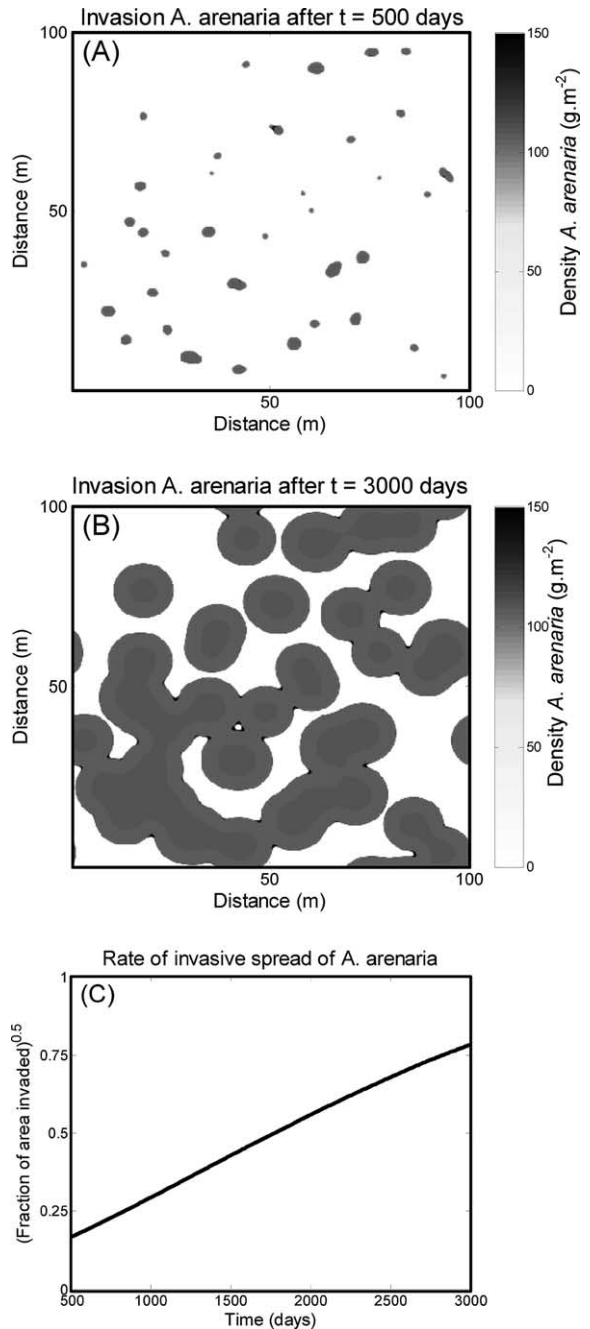 Invasion A. arenaria after t = 500 days
(A)
100
50
Distance (m)
50
100
Distance (m)
150
100
50
0
Density A. arenaria (g.m-2)
Invasion A. arenaria after t = 3000 days
(B)
100
50
Distance (m)
50
100
Distance (m)
150
100
50
0
Density A. arenaria (g.m-2)
Rate of invasive spread of A. arenaria
(C)
1
0.75
0.5
0.25
0
(Fraction of area invaded)0.5
500 1000 1500 2000 2500 3000
Time (days)